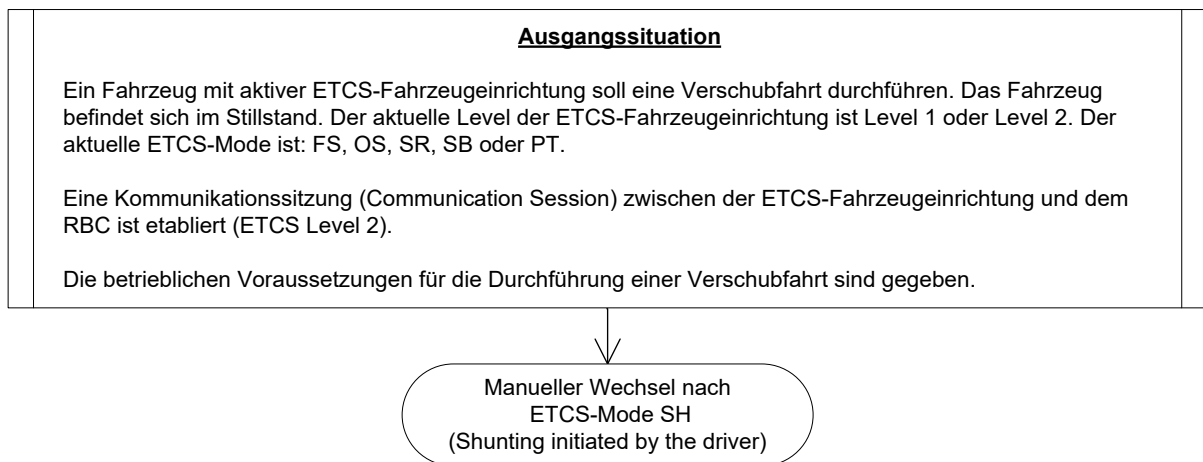 Ausgangssituation
Ein Fahrzeug mit aktiver ETCS-Fahrzeugeinrichtung soll eine Verschubfahrt durchführen. Das Fahrzeug
befindet sich im Stillstand. Der aktuelle Level der ETCS-Fahrzeugeinrichtung ist Level 1 oder Level 2. Der
aktuelle ETCS-Mode ist: FS, OS, SR, SB oder PT.
Eine Kommunikationssitzung (Communication Session) zwischen der ETCS-Fahrzeugeinrichtung und dem
RBC ist etabliert (ETCS Level 2).
Die betrieblichen Voraussetzungen für die Durchführung einer Verschubfahrt sind gegeben.
Manueller Wechsel nach
ETCS-Mode SH
(Shunting initiated by the driver)